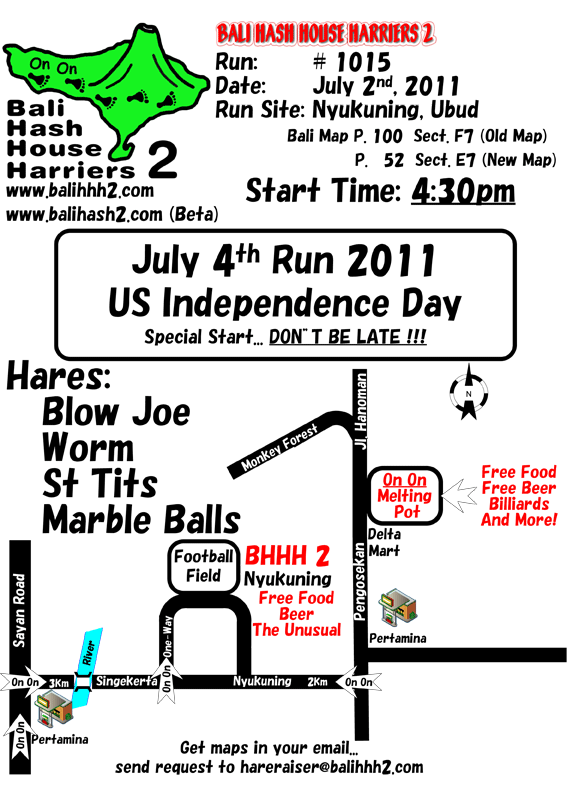 BALI HASH HOUSE HARRIERS 2
On On
Bali
Hash
House
Harriers 2
www.balihhh2.com
www.balihash2.com (Beta)
Run: # 1015
Date: July 2nd, 2011
Run Site: Nyukuning, Ubud
Bali Map P. 100 Sect. F7 (Old Map)
P. 52 Sect. E7 (New Map)
Start Time: 4:30pm
July 4th Run 2011
US Independence Day
Special Start... DON"T BE LATE !!!
Hares:
Blow Joe
Worm
St Tits
Marble Balls
N
Jl. Hanoman
Monkey Forest
On On
Melting
Pot
Free Food
Free Beer
Billiards
And More!
Delta
Mart
Pengosekan
Football
Field
BHHH 2
Nyukuning
Free Food
Beer
The Unusual
Pertamina
Sayan Road
River
One-Way
On On
On On
3Km
Singekerta
Nyukuning
2Km
On On
On On
Pertamina
Get maps in your email...
send request to hareraiser@balihhh2.com